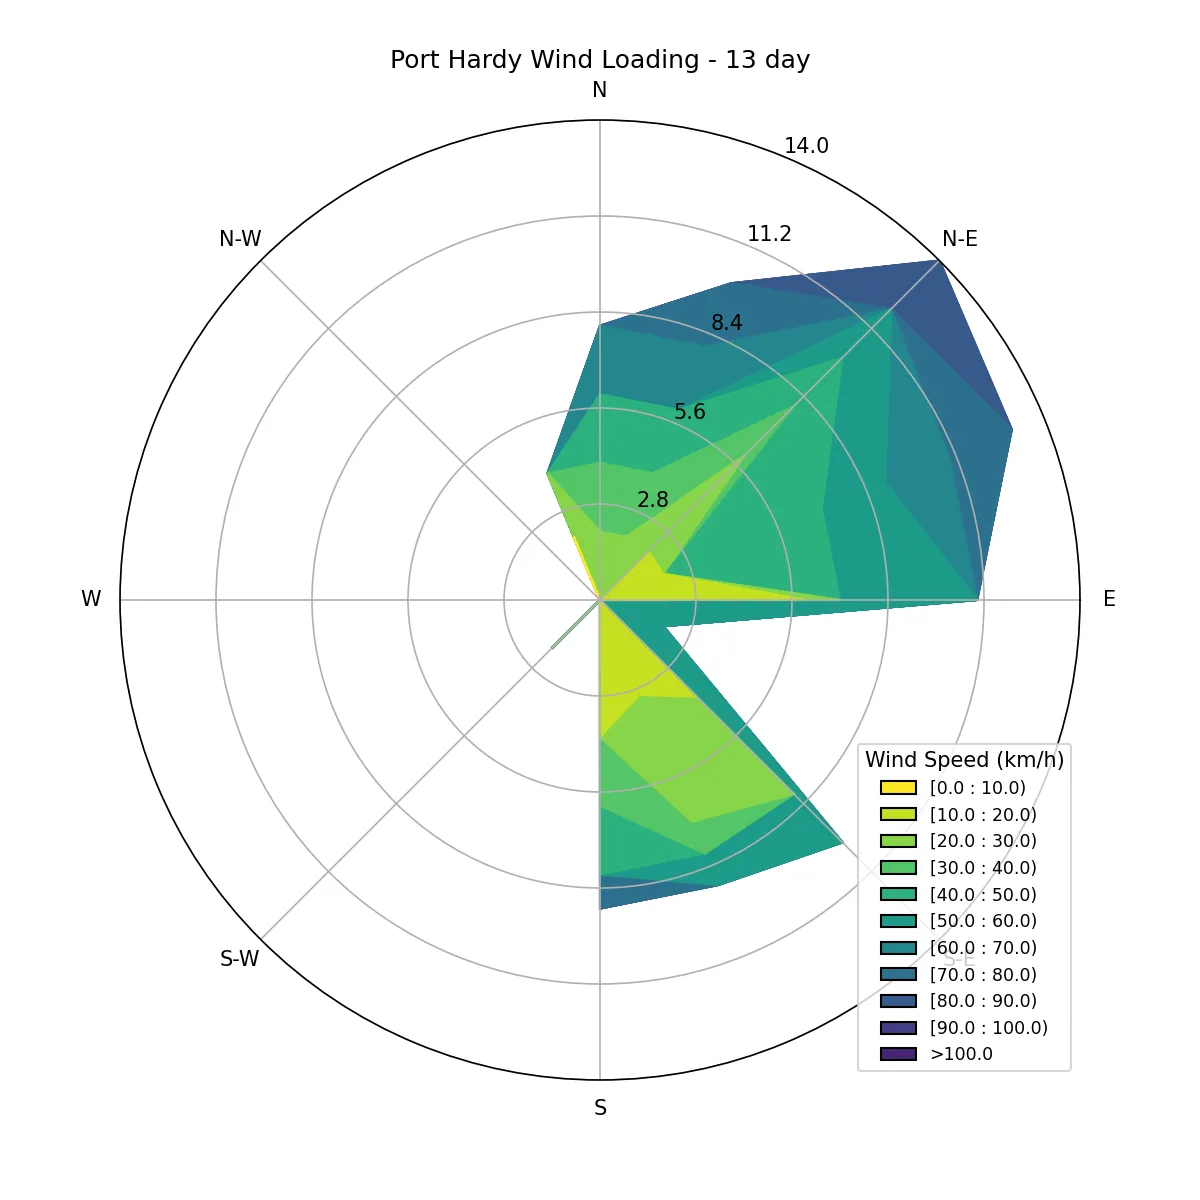 Port Hardy Wind Loading - 13 day
N
14.0
11.2
N-W
N-E
8.4
5.6
2.8
W
E
Wind Speed (km/h)
[0.0 : 10.0)
[10.0 : 20.0)
[20.0 : 30.0)
[30.0 : 40.0)
[40.0 : 50.0)
[50.0 : 60.0)
[60.0 : 70.0)
[70.0 : 80.0)
[80.0 : 90.0)
[90.0 : 100.0)
>100.0
S-W
S-E
S